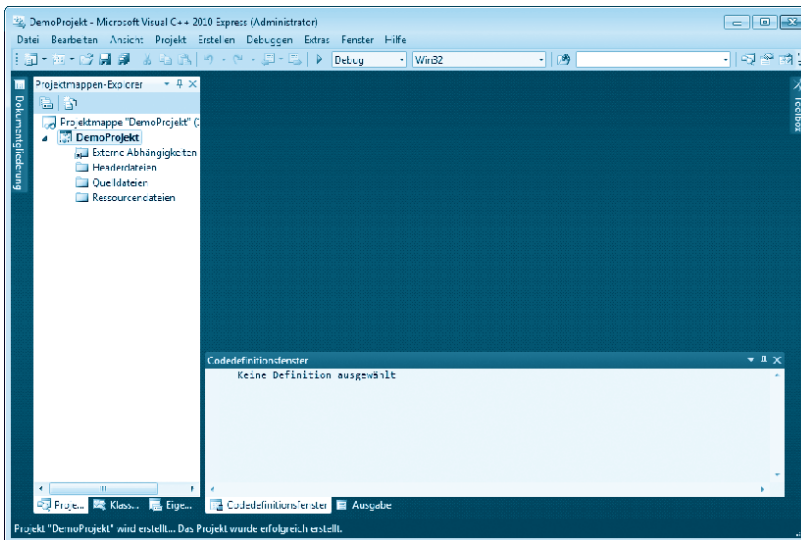 DemoProjekt - Microsoft Visual C++ 2010 Express (Administrator)
Datei Bearbeiten Ansicht Projekt Erstellen Debuggen Extras Fenster Hilfe
Debug Win32
Dokumentgliederung
Projektmappen-Explorer
Projektmappe "DemoProjekt" (
DemoProjekt
Externe Abhängigkeiten
Headerdateien
Quelldateien
Ressourcendateien
Toolbox
Codedefinitionsfenster
Keine Definition ausgewählt
Proje... Klass... Eige...
Codedefinitionsfenster Ausgabe
Projekt "DemoProjekt" wird erstellt... Das Projekt wurde erfolgreich erstellt.